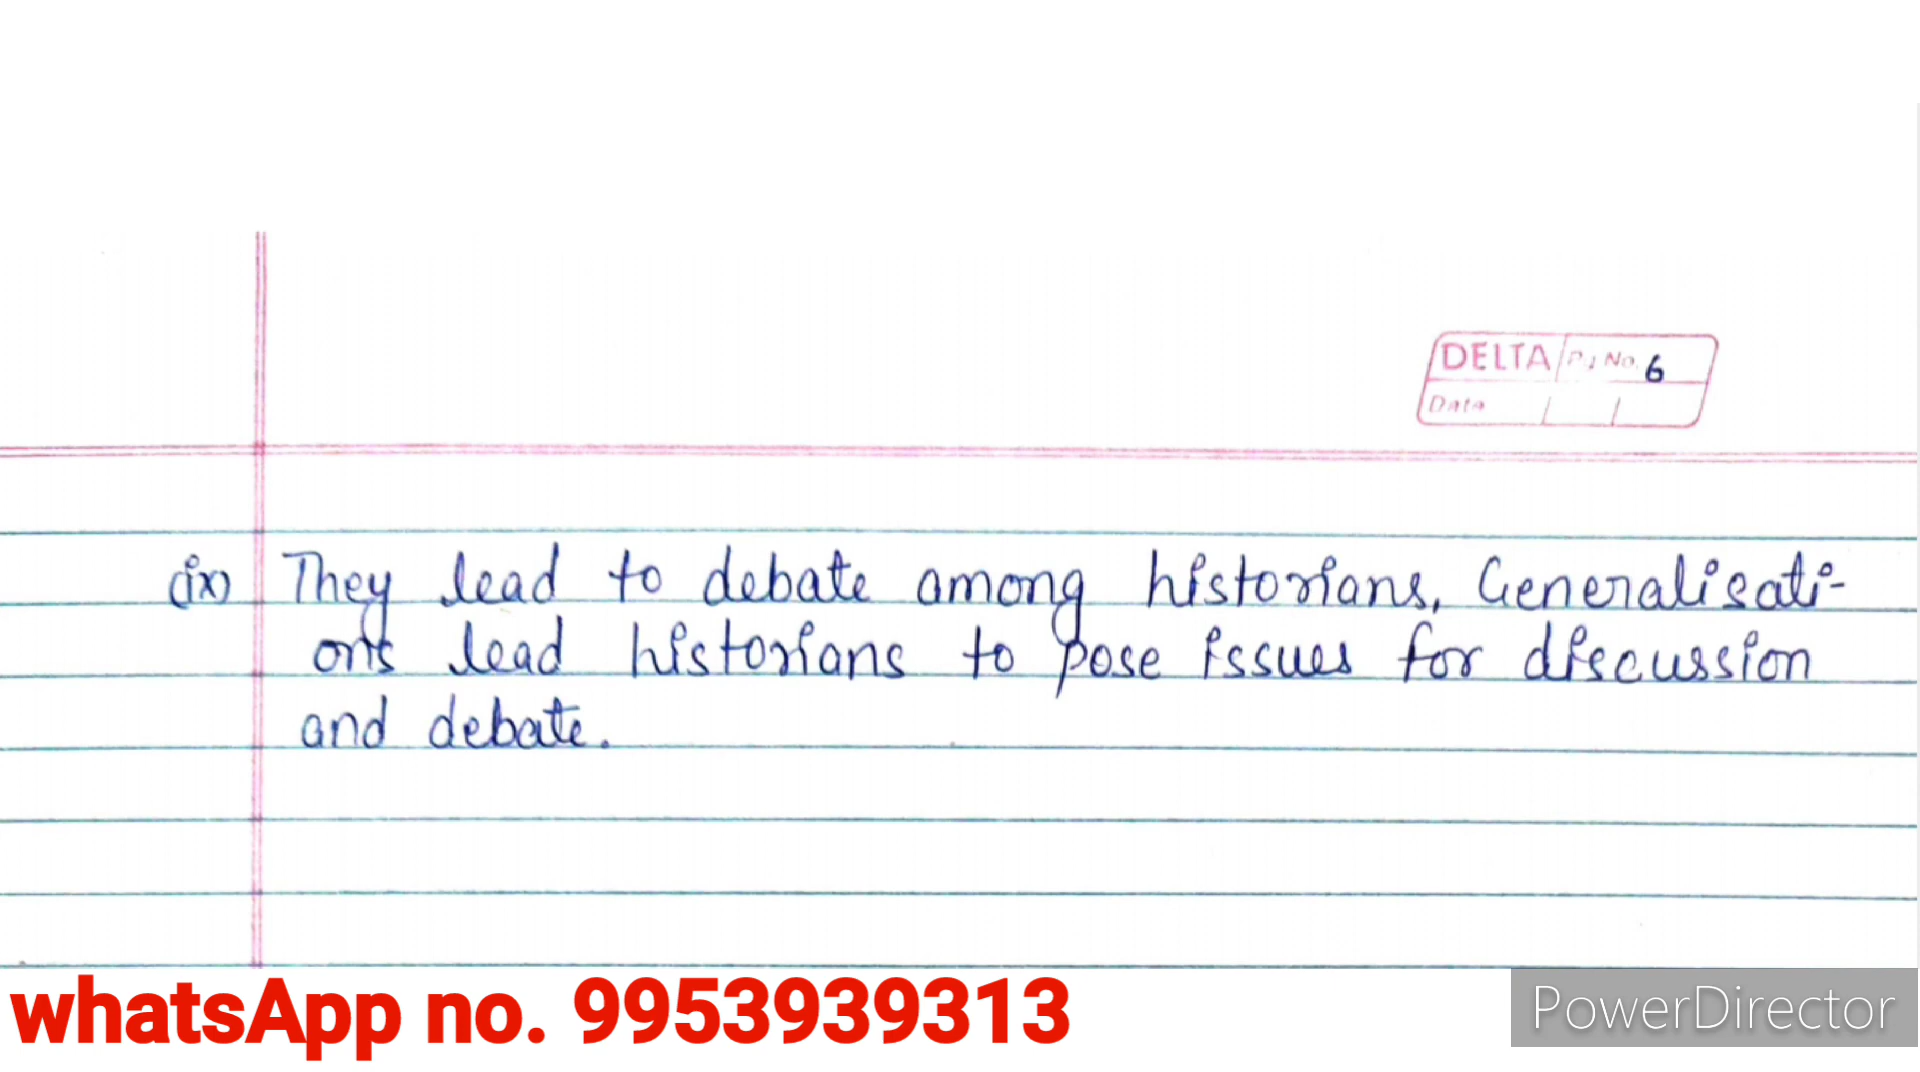 DELTA Pg No. 6
Date
(ix) They lead to debate among historians. Generalisati-
ons lead historians to pose issues for discussion
and debate.
whatsApp no. 9953939313
PowerDirector